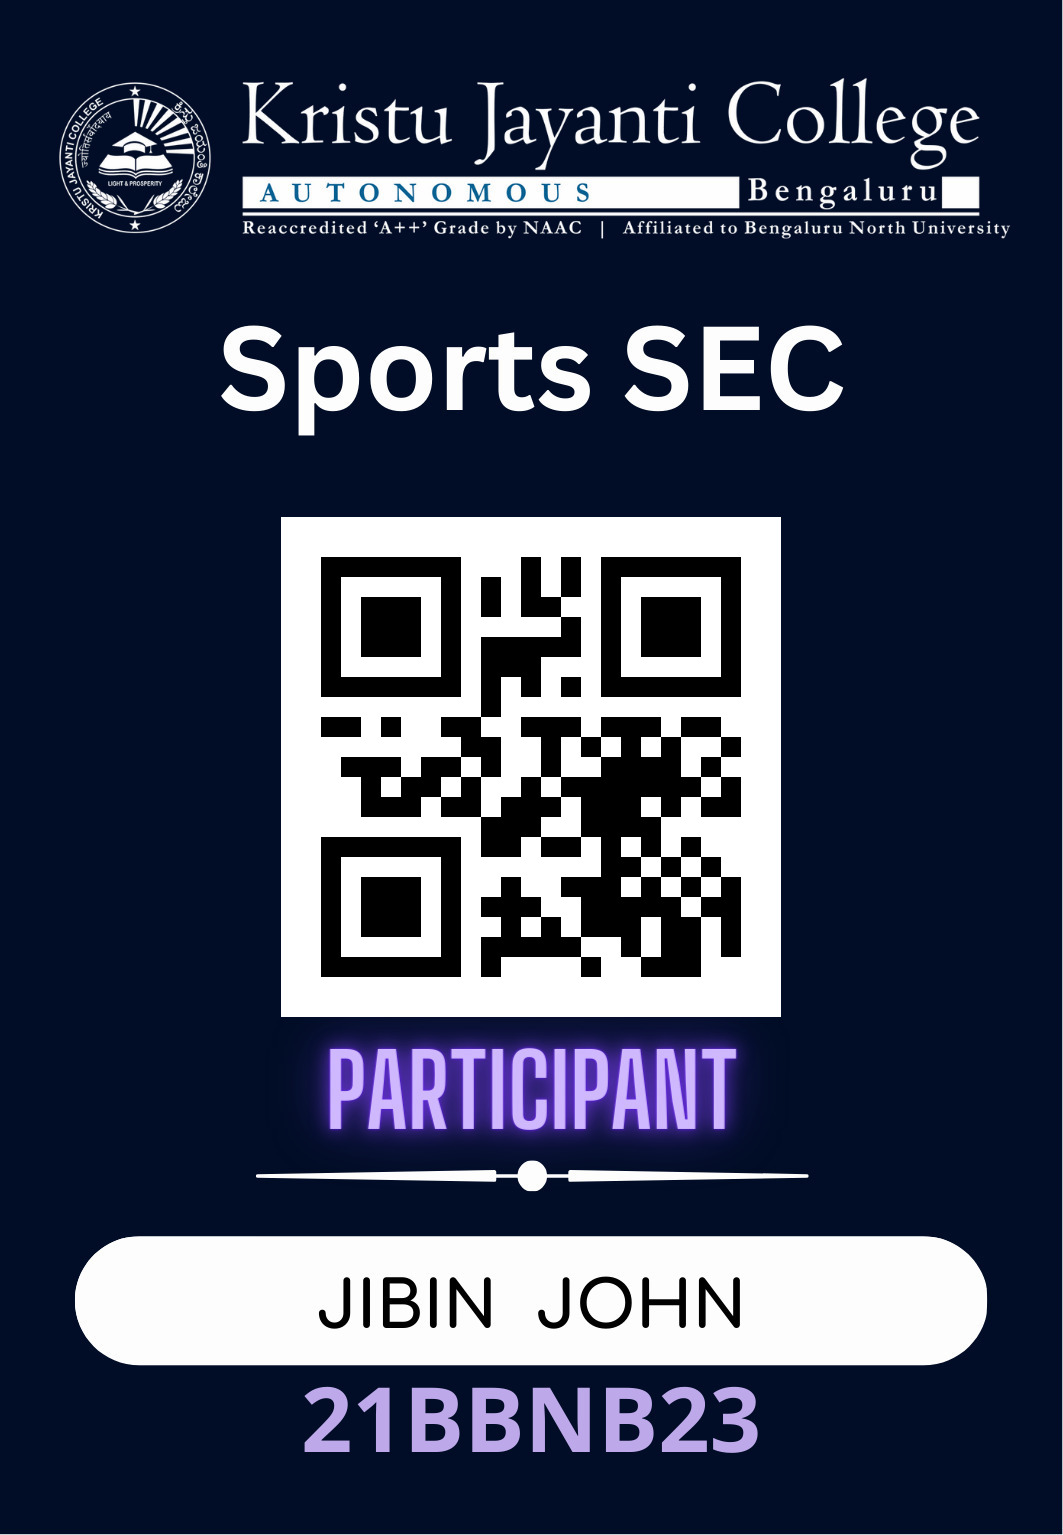 Kristu Jayanti College
AUTONOMOUS Bengaluru
Reaccredited ‘A++’ Grade by NAAC | Affiliated to Bengaluru North University
KRISTU JAYANTI COLLEGE
ಕ್ರಿಸ್ತು ಜಯಂತಿ ಕಾಲೇಜು
LIGHT & PROSPERITY
Sports SEC
PARTICIPANT
JIBIN JOHN
21BBNB23